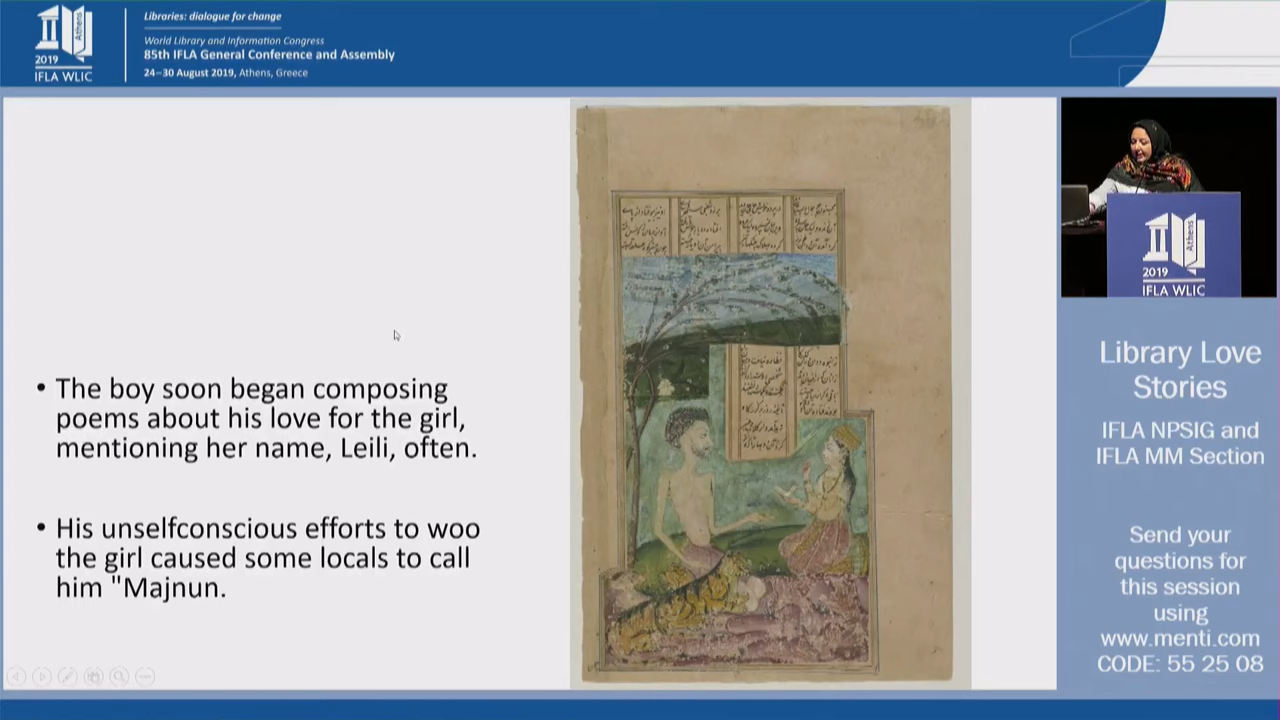 Libraries: dialogue for change
World Library and Information Congress
85th IFLA General Conference and Assembly
24–30 August 2019, Athens, Greece
Athens
2019
IFLA WLIC
• The boy soon began composing
poems about his love for the girl,
mentioning her name, Leili, often.
• His unselfconscious efforts to woo
the girl caused some locals to call
him "Majnun.
Athens
2019
IFLA WLIC
Library Love
Stories
IFLA NPSIG and
IFLA MM Section
Send your
questions for
this session
using
www.menti.com
CODE: 55 25 08